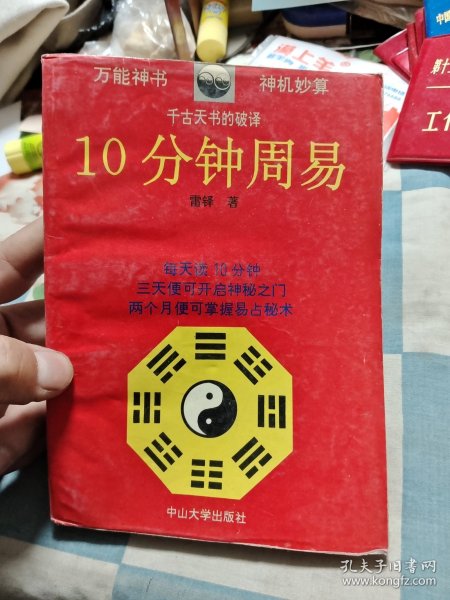 万能神书
神机妙算
千古天书的破译
10分钟周易
雷铎 著
每天读10分钟
三天便可开启神秘之门
两个月便可掌握易占秘术
中山大学出版社
工作
孔夫子旧书网
www.kongfz.com